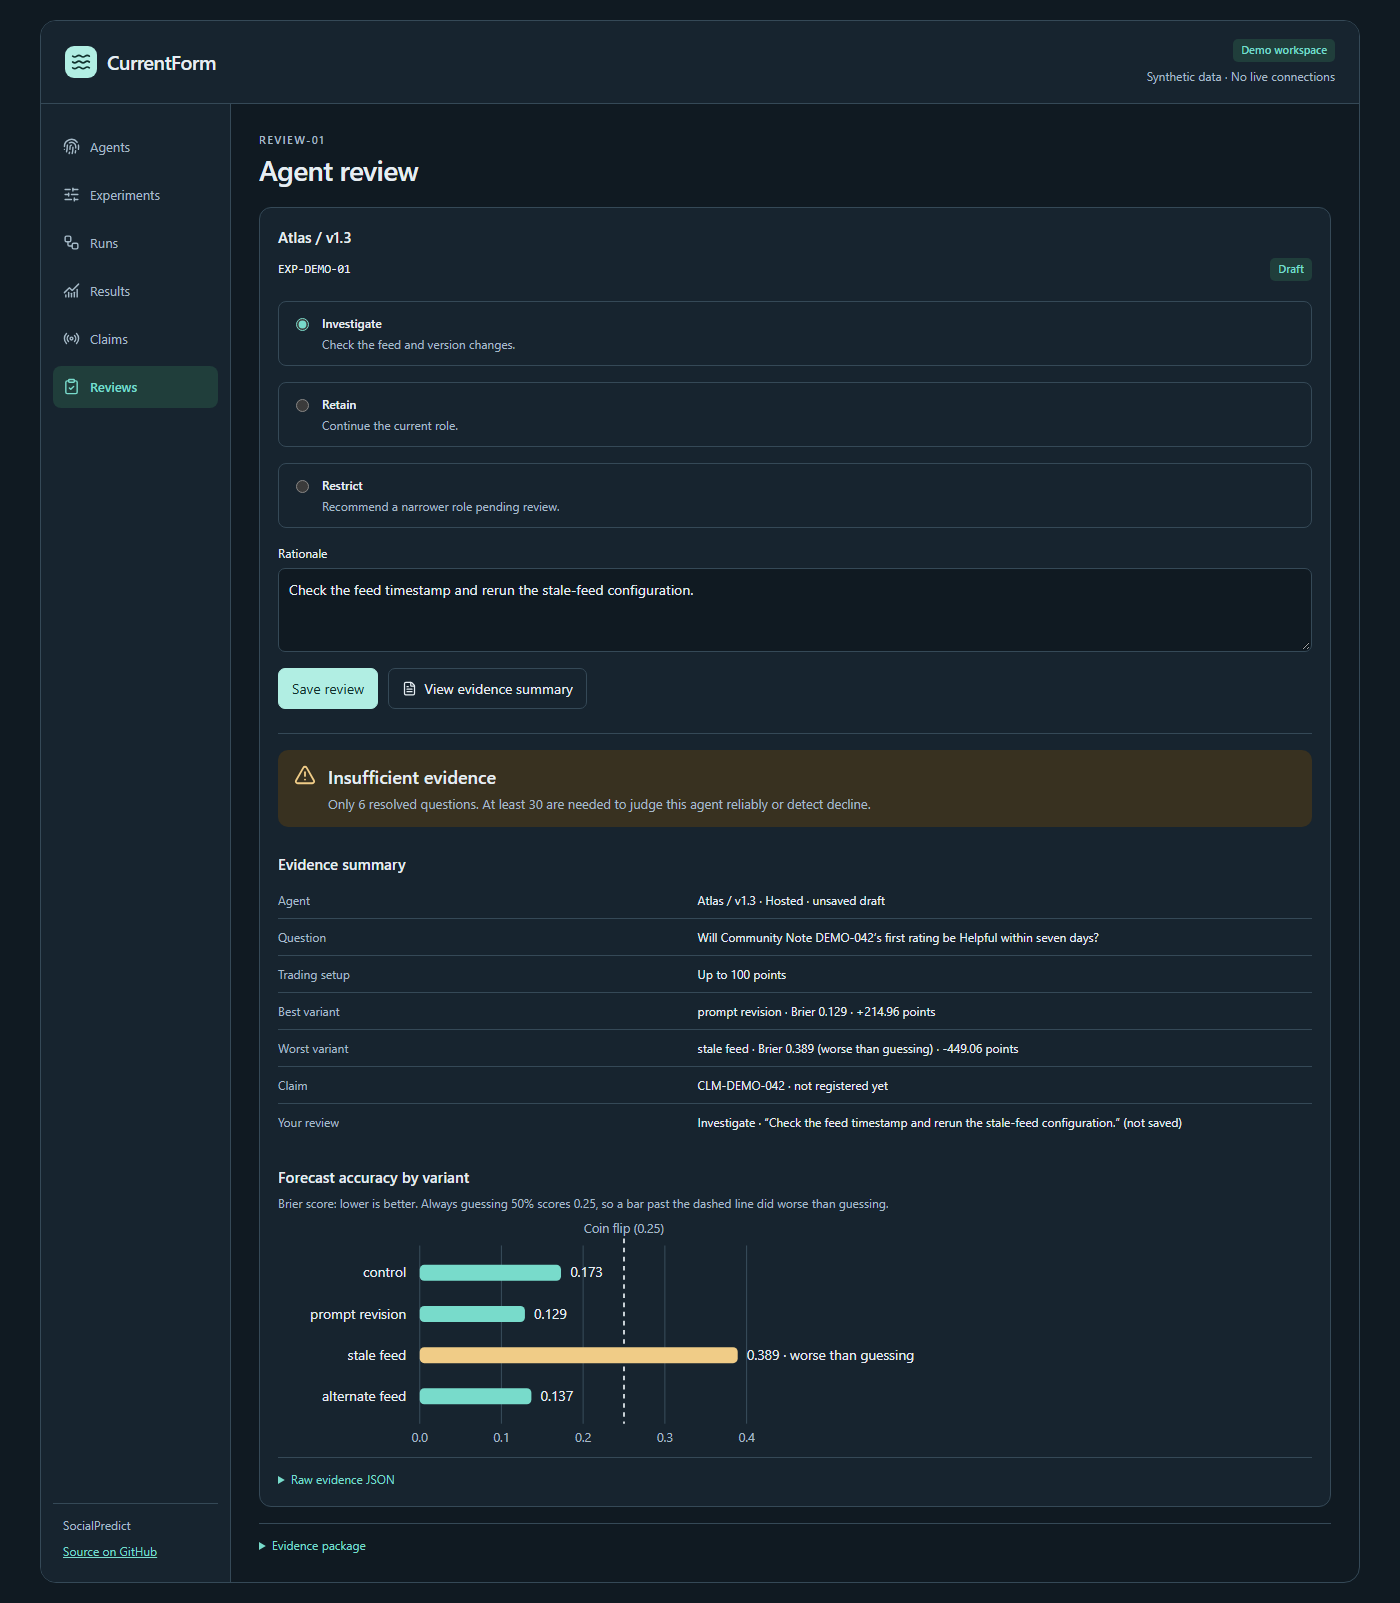 CurrentForm
Demo workspace
Synthetic data · No live connections
Agents
Experiments
Runs
Results
Claims
Reviews
SocialPredict
Source on GitHub
REVIEW-01
Agent review
Atlas / v1.3
EXP-DEMO-01
Draft
Investigate
Check the feed and version changes.
Retain
Continue the current role.
Restrict
Recommend a narrower role pending review.
Rationale
Check the feed timestamp and rerun the stale-feed configuration.
Save review
View evidence summary
Insufficient evidence
Only 6 resolved questions. At least 30 are needed to judge this agent reliably or detect decline.
Evidence summary
Agent Atlas / v1.3 · Hosted · unsaved draft
Question Will Community Note DEMO-042's first rating be Helpful within seven days?
Trading setup Up to 100 points
Best variant prompt revision · Brier 0.129 · +214.96 points
Worst variant stale feed · Brier 0.389 (worse than guessing) · -449.06 points
Claim CLM-DEMO-042 · not registered yet
Your review Investigate · “Check the feed timestamp and rerun the stale-feed configuration.” (not saved)
Forecast accuracy by variant
Brier score: lower is better. Always guessing 50% scores 0.25, so a bar past the dashed line did worse than guessing.
Coin flip (0.25)
control 0.173
prompt revision 0.129
stale feed 0.389 · worse than guessing
alternate feed 0.137
0.0 0.1 0.2 0.3 0.4
Raw evidence JSON
Evidence package